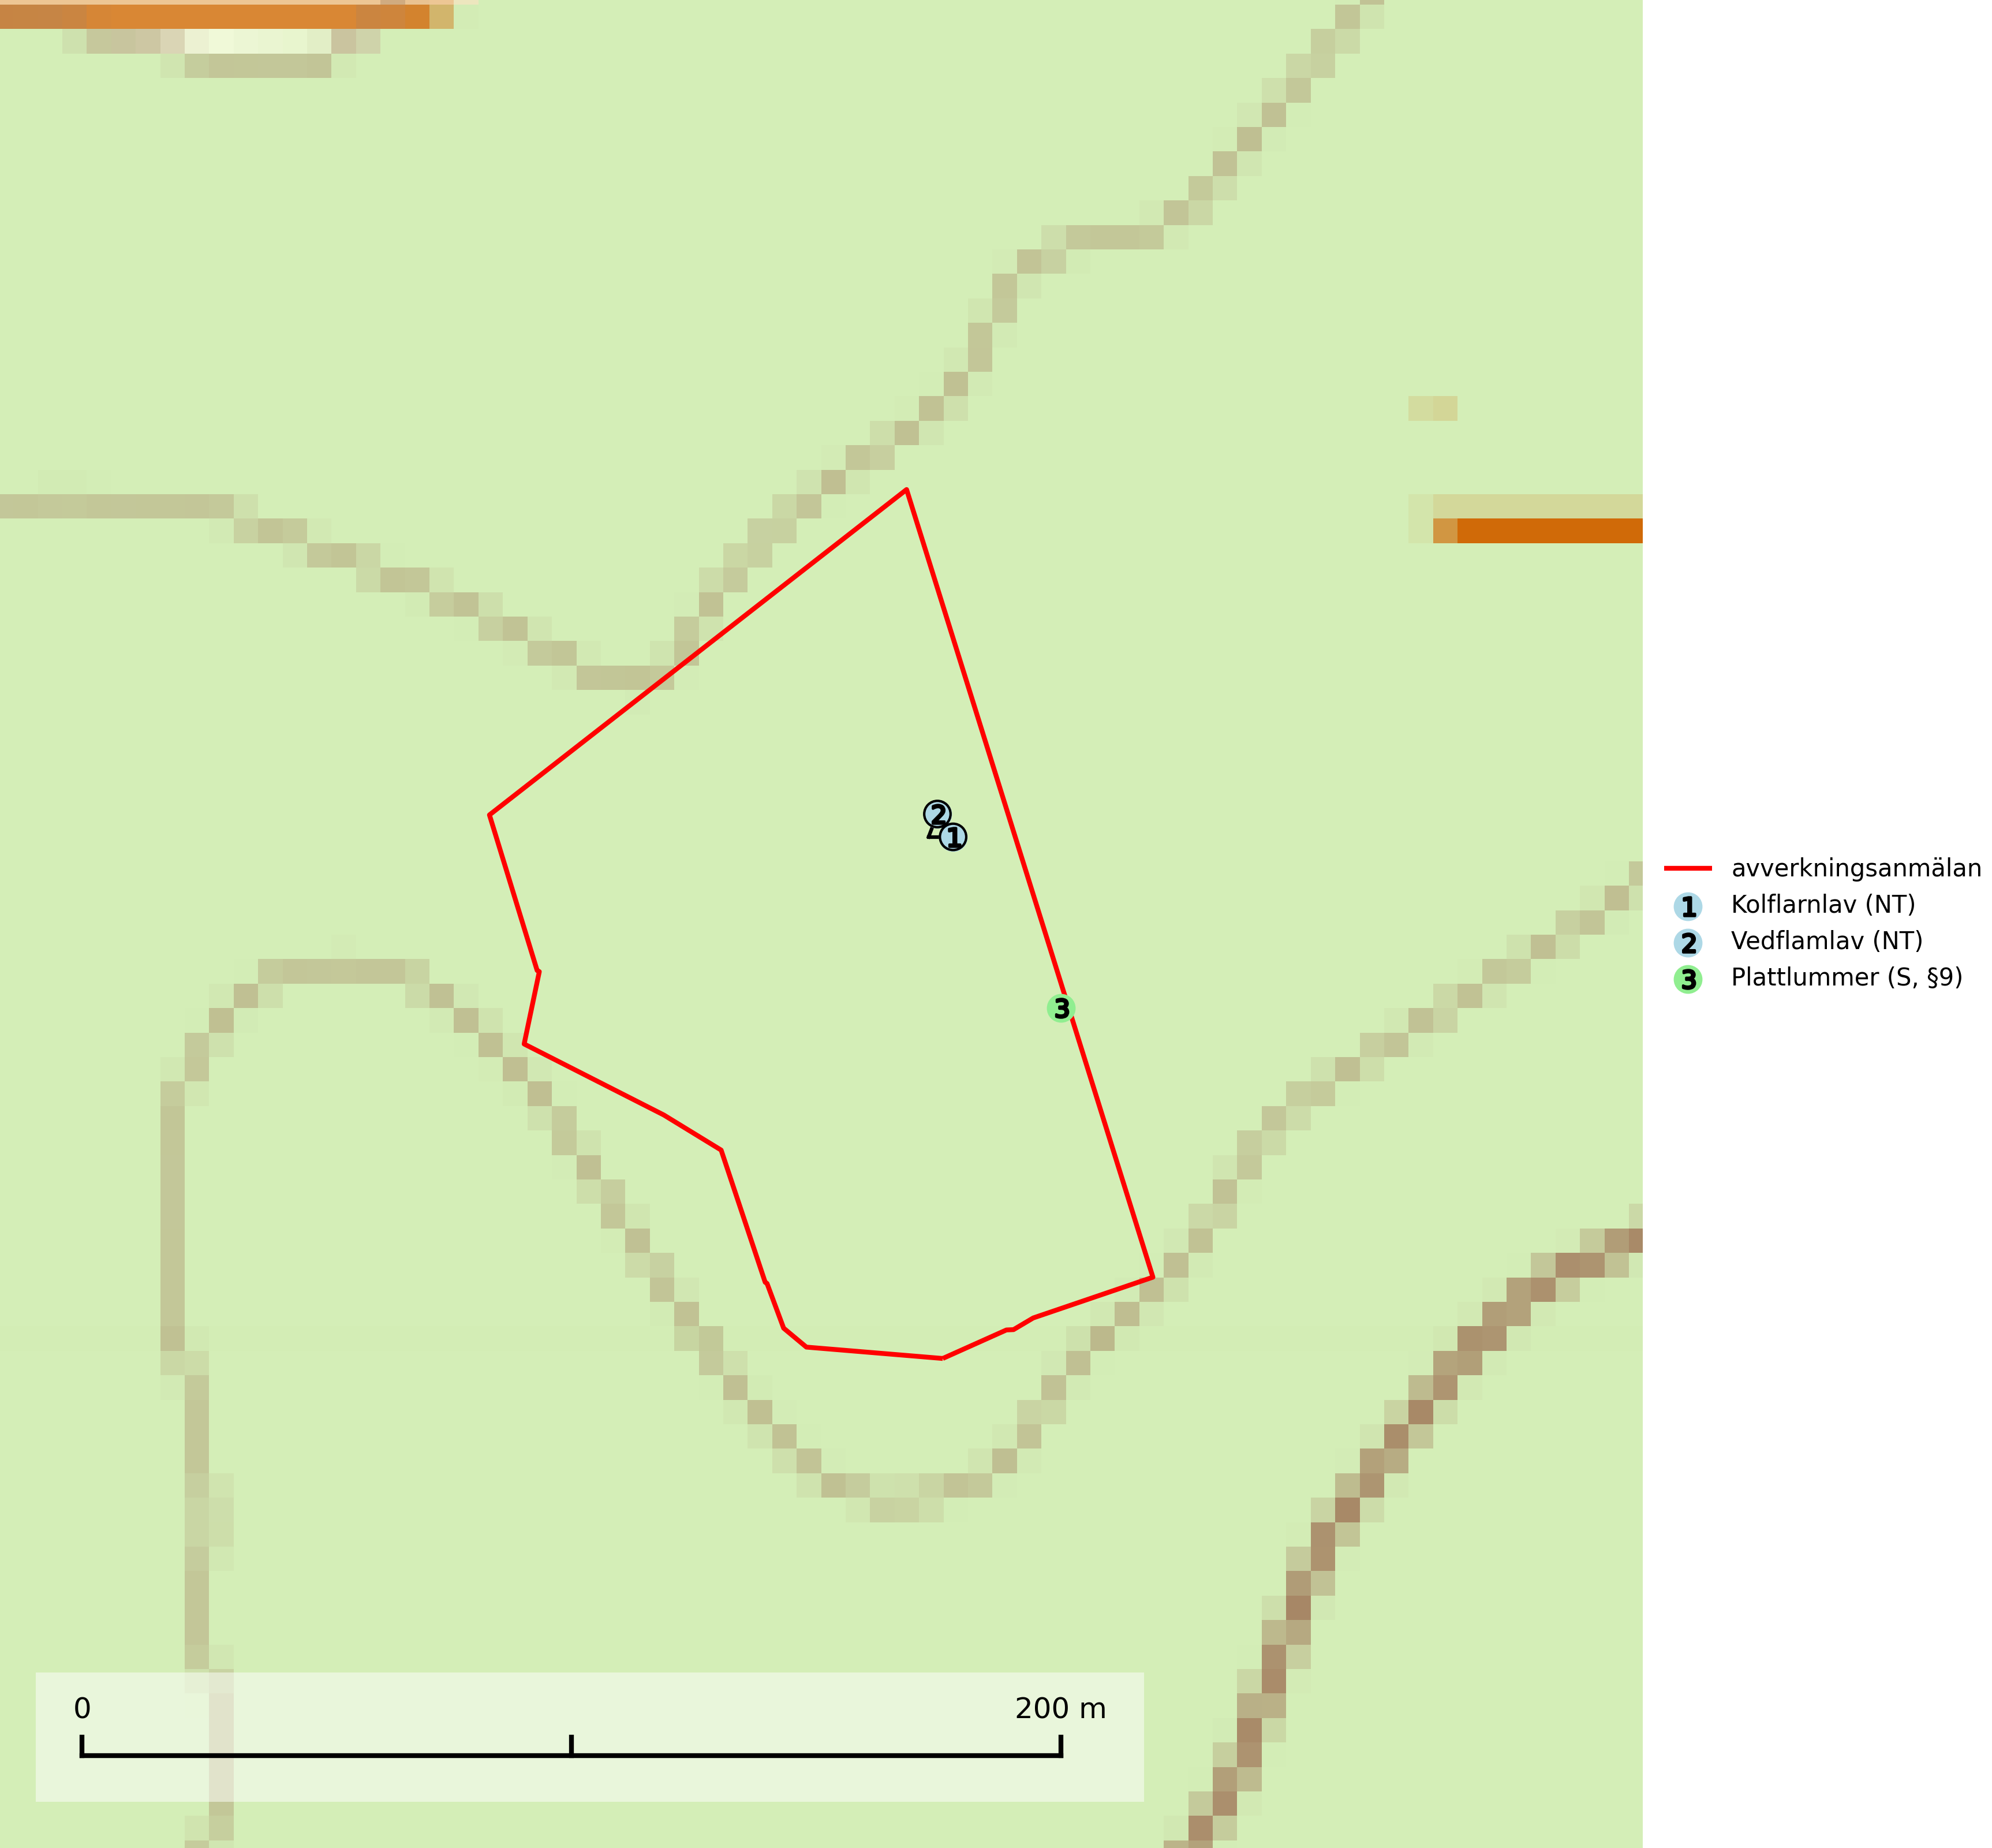 2
1
3
avverkningsanmälan
1 Kolflarnlav (NT)
2 Vedflamlav (NT)
3 Plattlummer (S, §9)
0 200 m